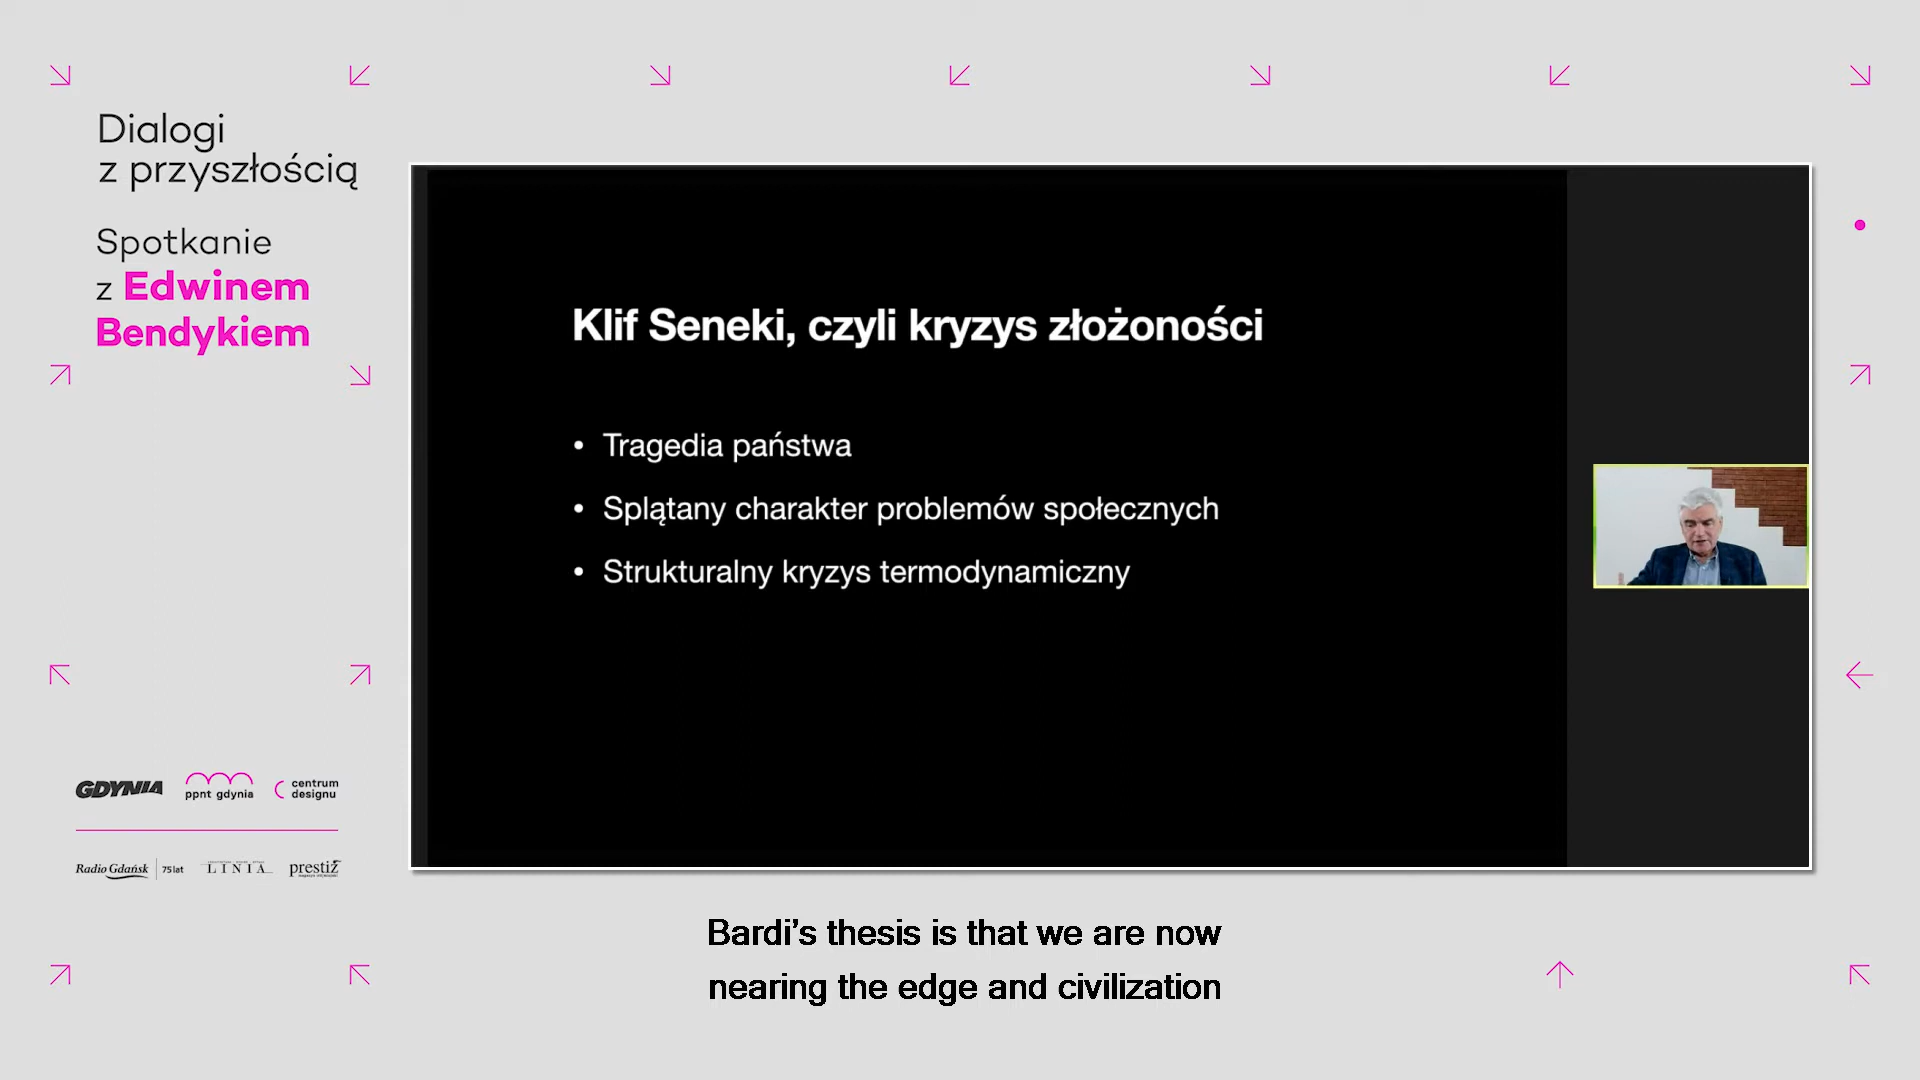 Dialogi
z przyszłością
Spotkanie
z Edwinem
Bendykiem
Klif Seneki, czyli kryzys złożoności
• Tragedia państwa
• Splątany charakter problemów społecznych
• Strukturalny kryzys termodynamiczny
GDYNIA
ppnt gdynia
centrum
designu
Radio Gdańsk
75 lat
LINIA
prestiż
Bardi’s thesis is that we are now
nearing the edge and civilization